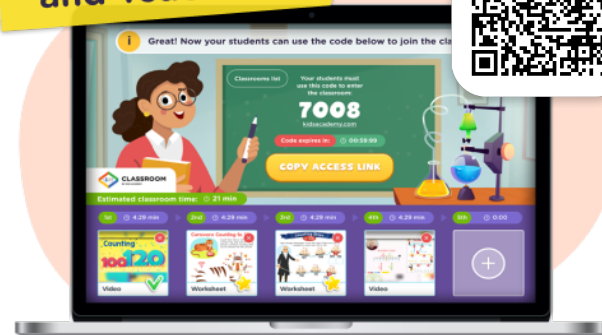 Great! Now your students can use the code below to join the cla
Classrooms list
Your students must
use this code to enter
the classroom
7008
kidsacademy.com
Code expires in: 00:59:99
COPY ACCESS LINK
CLASSROOM
Estimated classroom time: 21 min
1st 4:29 min 2nd 4:29 min 3rd 4:29 min 4th 4:29 min 5th 0:00
Counting
100 120
Video Worksheet Worksheet Video